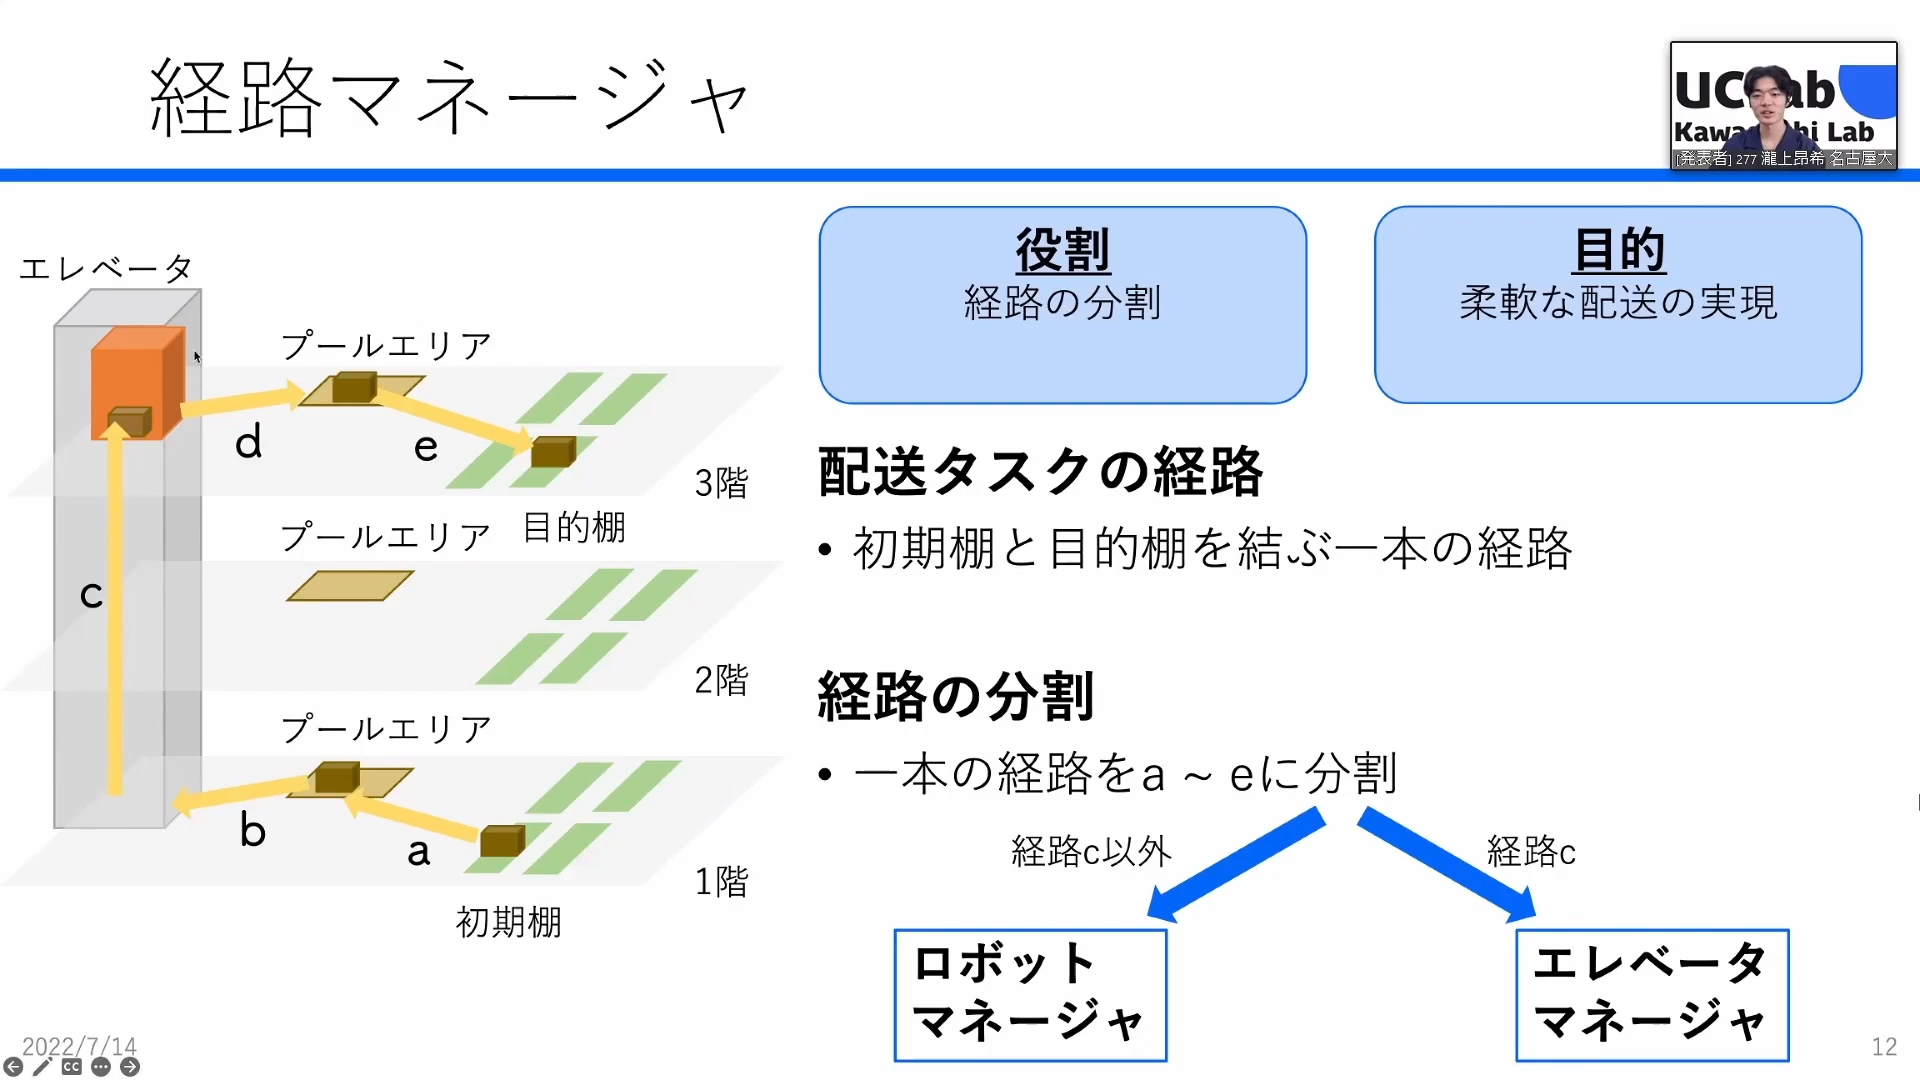 経路マネージャ
UC ab
Kawa hi Lab
[発表者] 277 瀧上昂希 名古屋大
役割
経路の分割
目的
柔軟な配送の実現
エレベータ
プールエリア
d
e
3階
目的棚
プールエリア
c
2階
プールエリア
b
a
1階
初期棚
配送タスクの経路
• 初期棚と目的棚を結ぶ一本の経路
経路の分割
• 一本の経路をa ~ eに分割
経路c以外
経路c
ロボット
マネージャ
エレベータ
マネージャ
2022/7/14
12